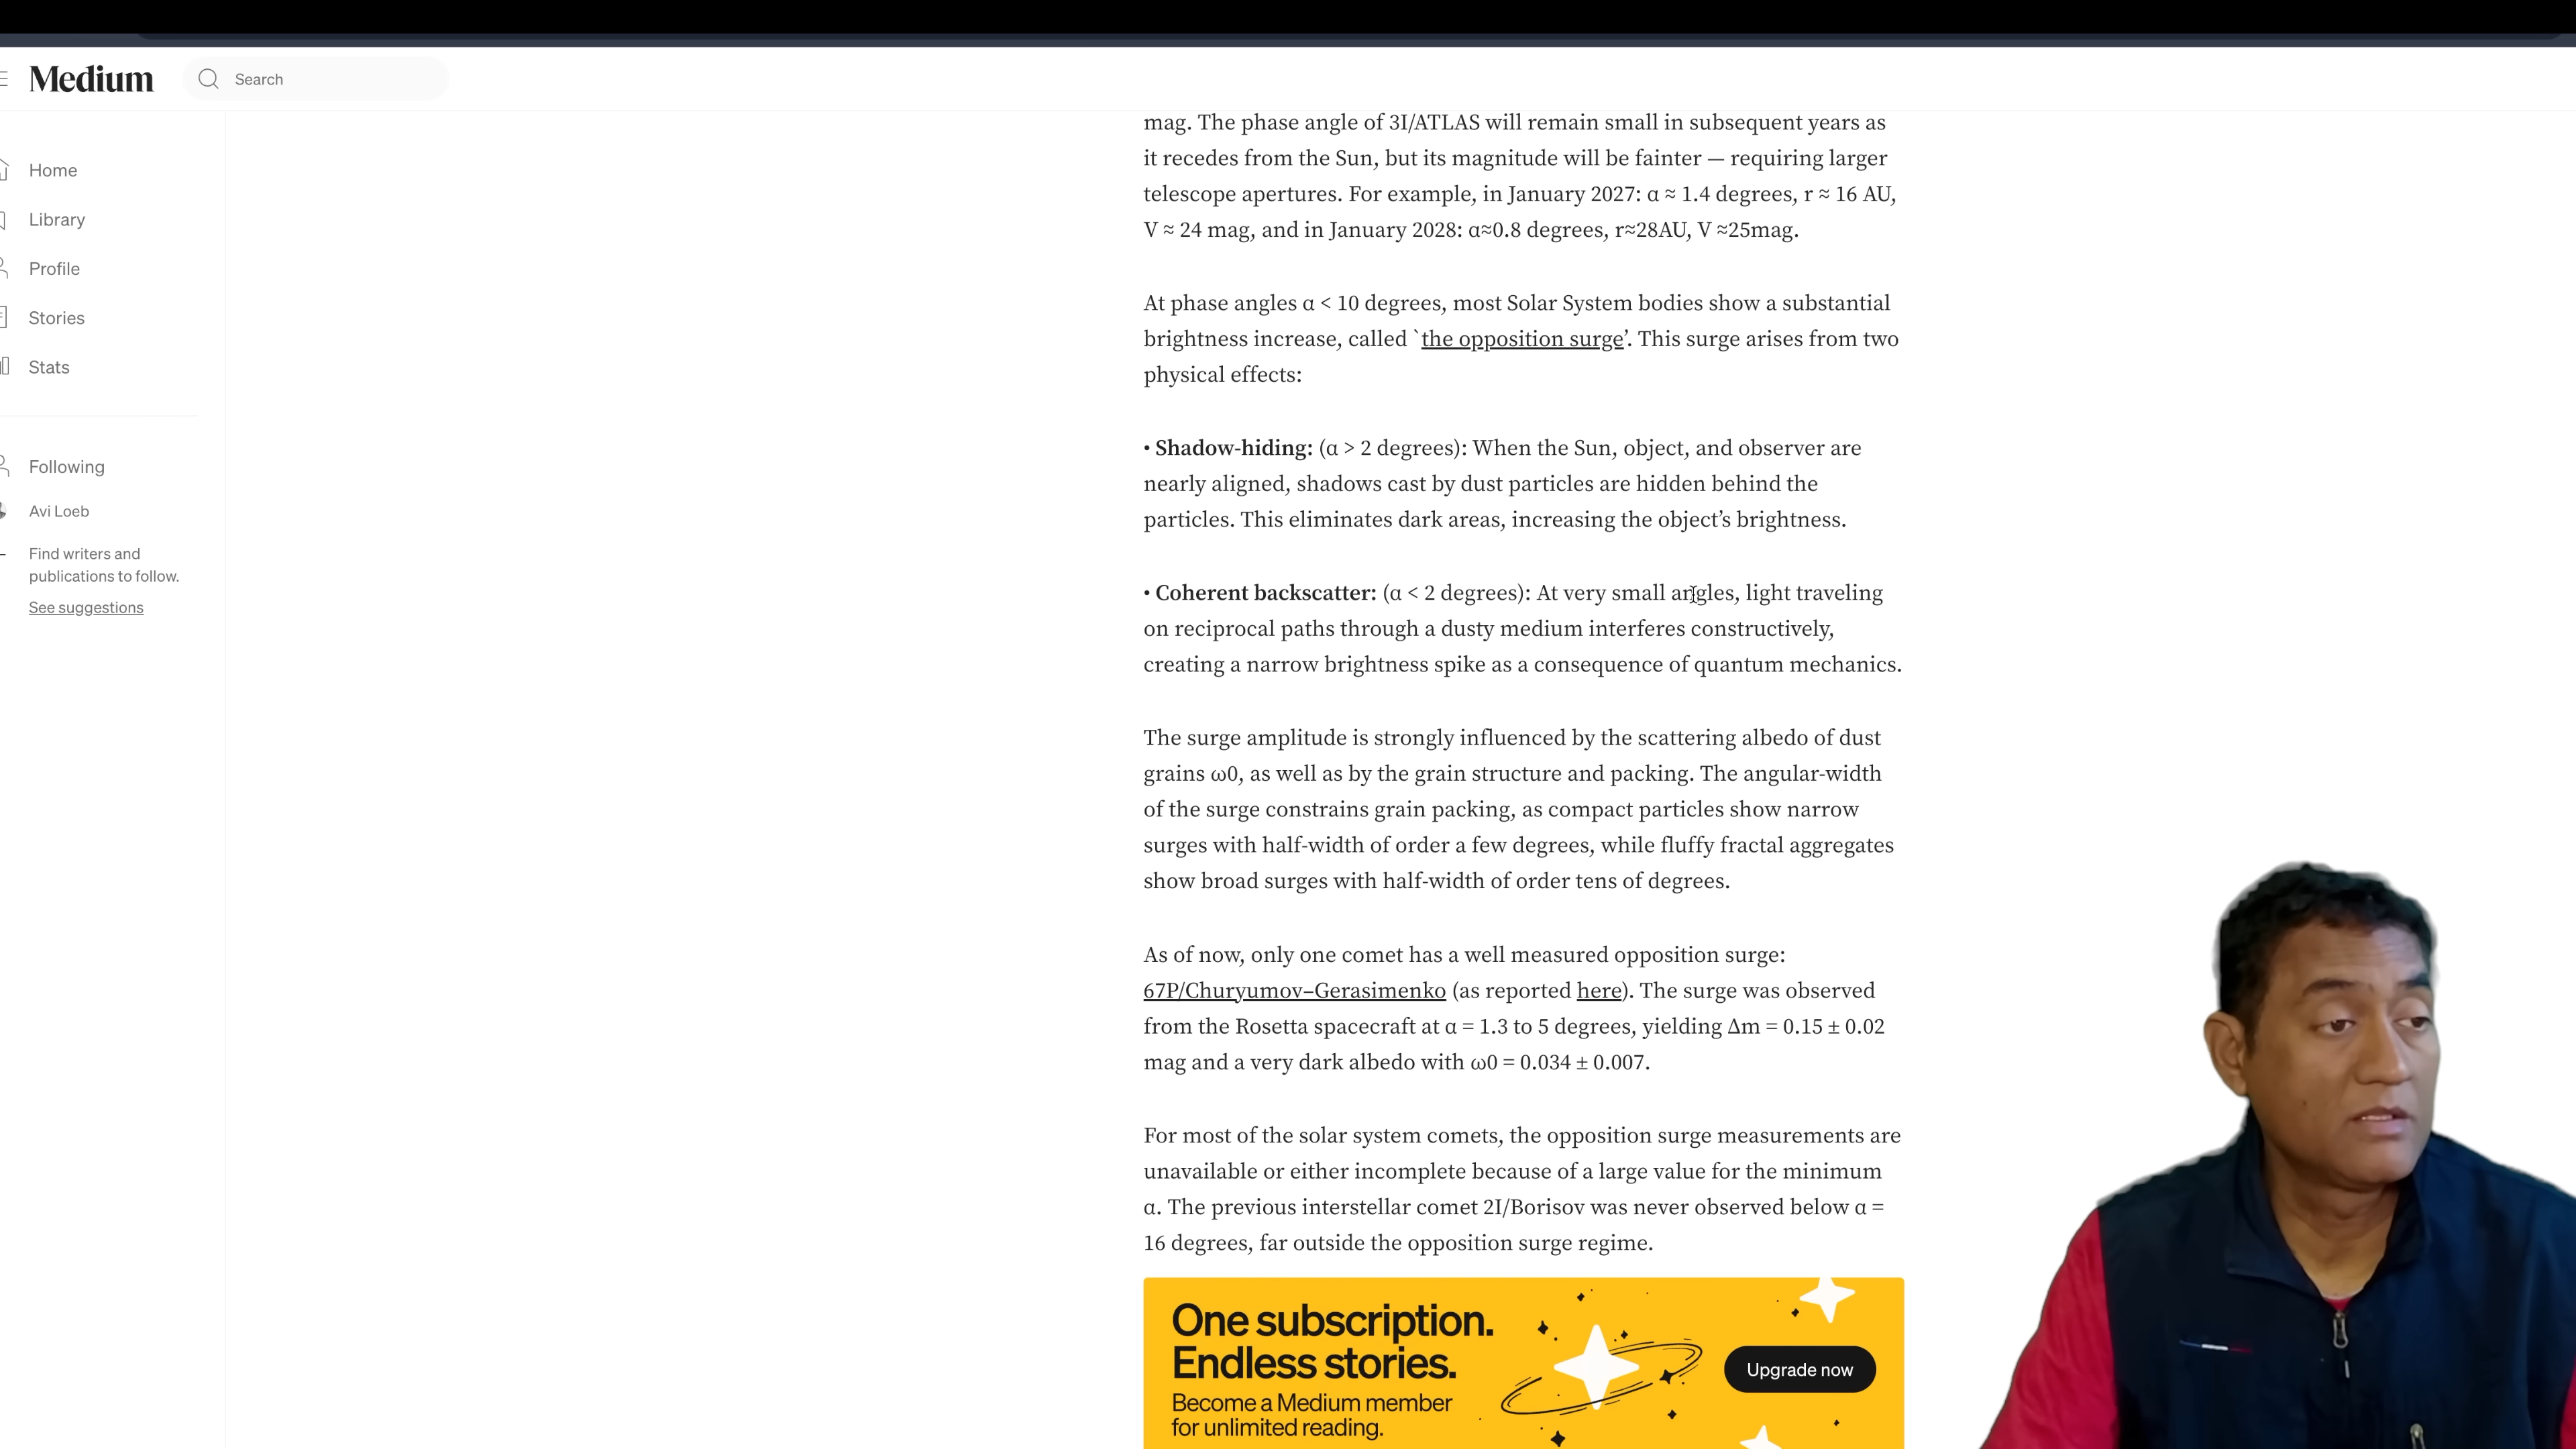 Medium
Search
Home
Library
Profile
Stories
Stats
Following
Avi Loeb
Find writers and
publications to follow.
See suggestions
mag. The phase angle of 3I/ATLAS will remain small in subsequent years as
it recedes from the Sun, but its magnitude will be fainter — requiring larger
telescope apertures. For example, in January 2027: α ≈ 1.4 degrees, r ≈ 16 AU,
V ≈ 24 mag, and in January 2028: α≈0.8 degrees, r≈28AU, V ≈25mag.
At phase angles α < 10 degrees, most Solar System bodies show a substantial
brightness increase, called `the opposition surge’. This surge arises from two
physical effects:
• Shadow-hiding: (α > 2 degrees): When the Sun, object, and observer are
nearly aligned, shadows cast by dust particles are hidden behind the
particles. This eliminates dark areas, increasing the object’s brightness.
• Coherent backscatter: (α < 2 degrees): At very small angles, light traveling
on reciprocal paths through a dusty medium interferes constructively,
creating a narrow brightness spike as a consequence of quantum mechanics.
The surge amplitude is strongly influenced by the scattering albedo of dust
grains ω0, as well as by the grain structure and packing. The angular-width
of the surge constrains grain packing, as compact particles show narrow
surges with half-width of order a few degrees, while fluffy fractal aggregates
show broad surges with half-width of order tens of degrees.
As of now, only one comet has a well measured opposition surge:
67P/Churyumov–Gerasimenko (as reported here). The surge was observed
from the Rosetta spacecraft at α = 1.3 to 5 degrees, yielding Δm = 0.15 ± 0.02
mag and a very dark albedo with ω0 = 0.034 ± 0.007.
For most of the solar system comets, the opposition surge measurements are
unavailable or either incomplete because of a large value for the minimum
α. The previous interstellar comet 2I/Borisov was never observed below α =
16 degrees, far outside the opposition surge regime.
One subscription.
Endless stories.
Become a Medium member
for unlimited reading.
Upgrade now